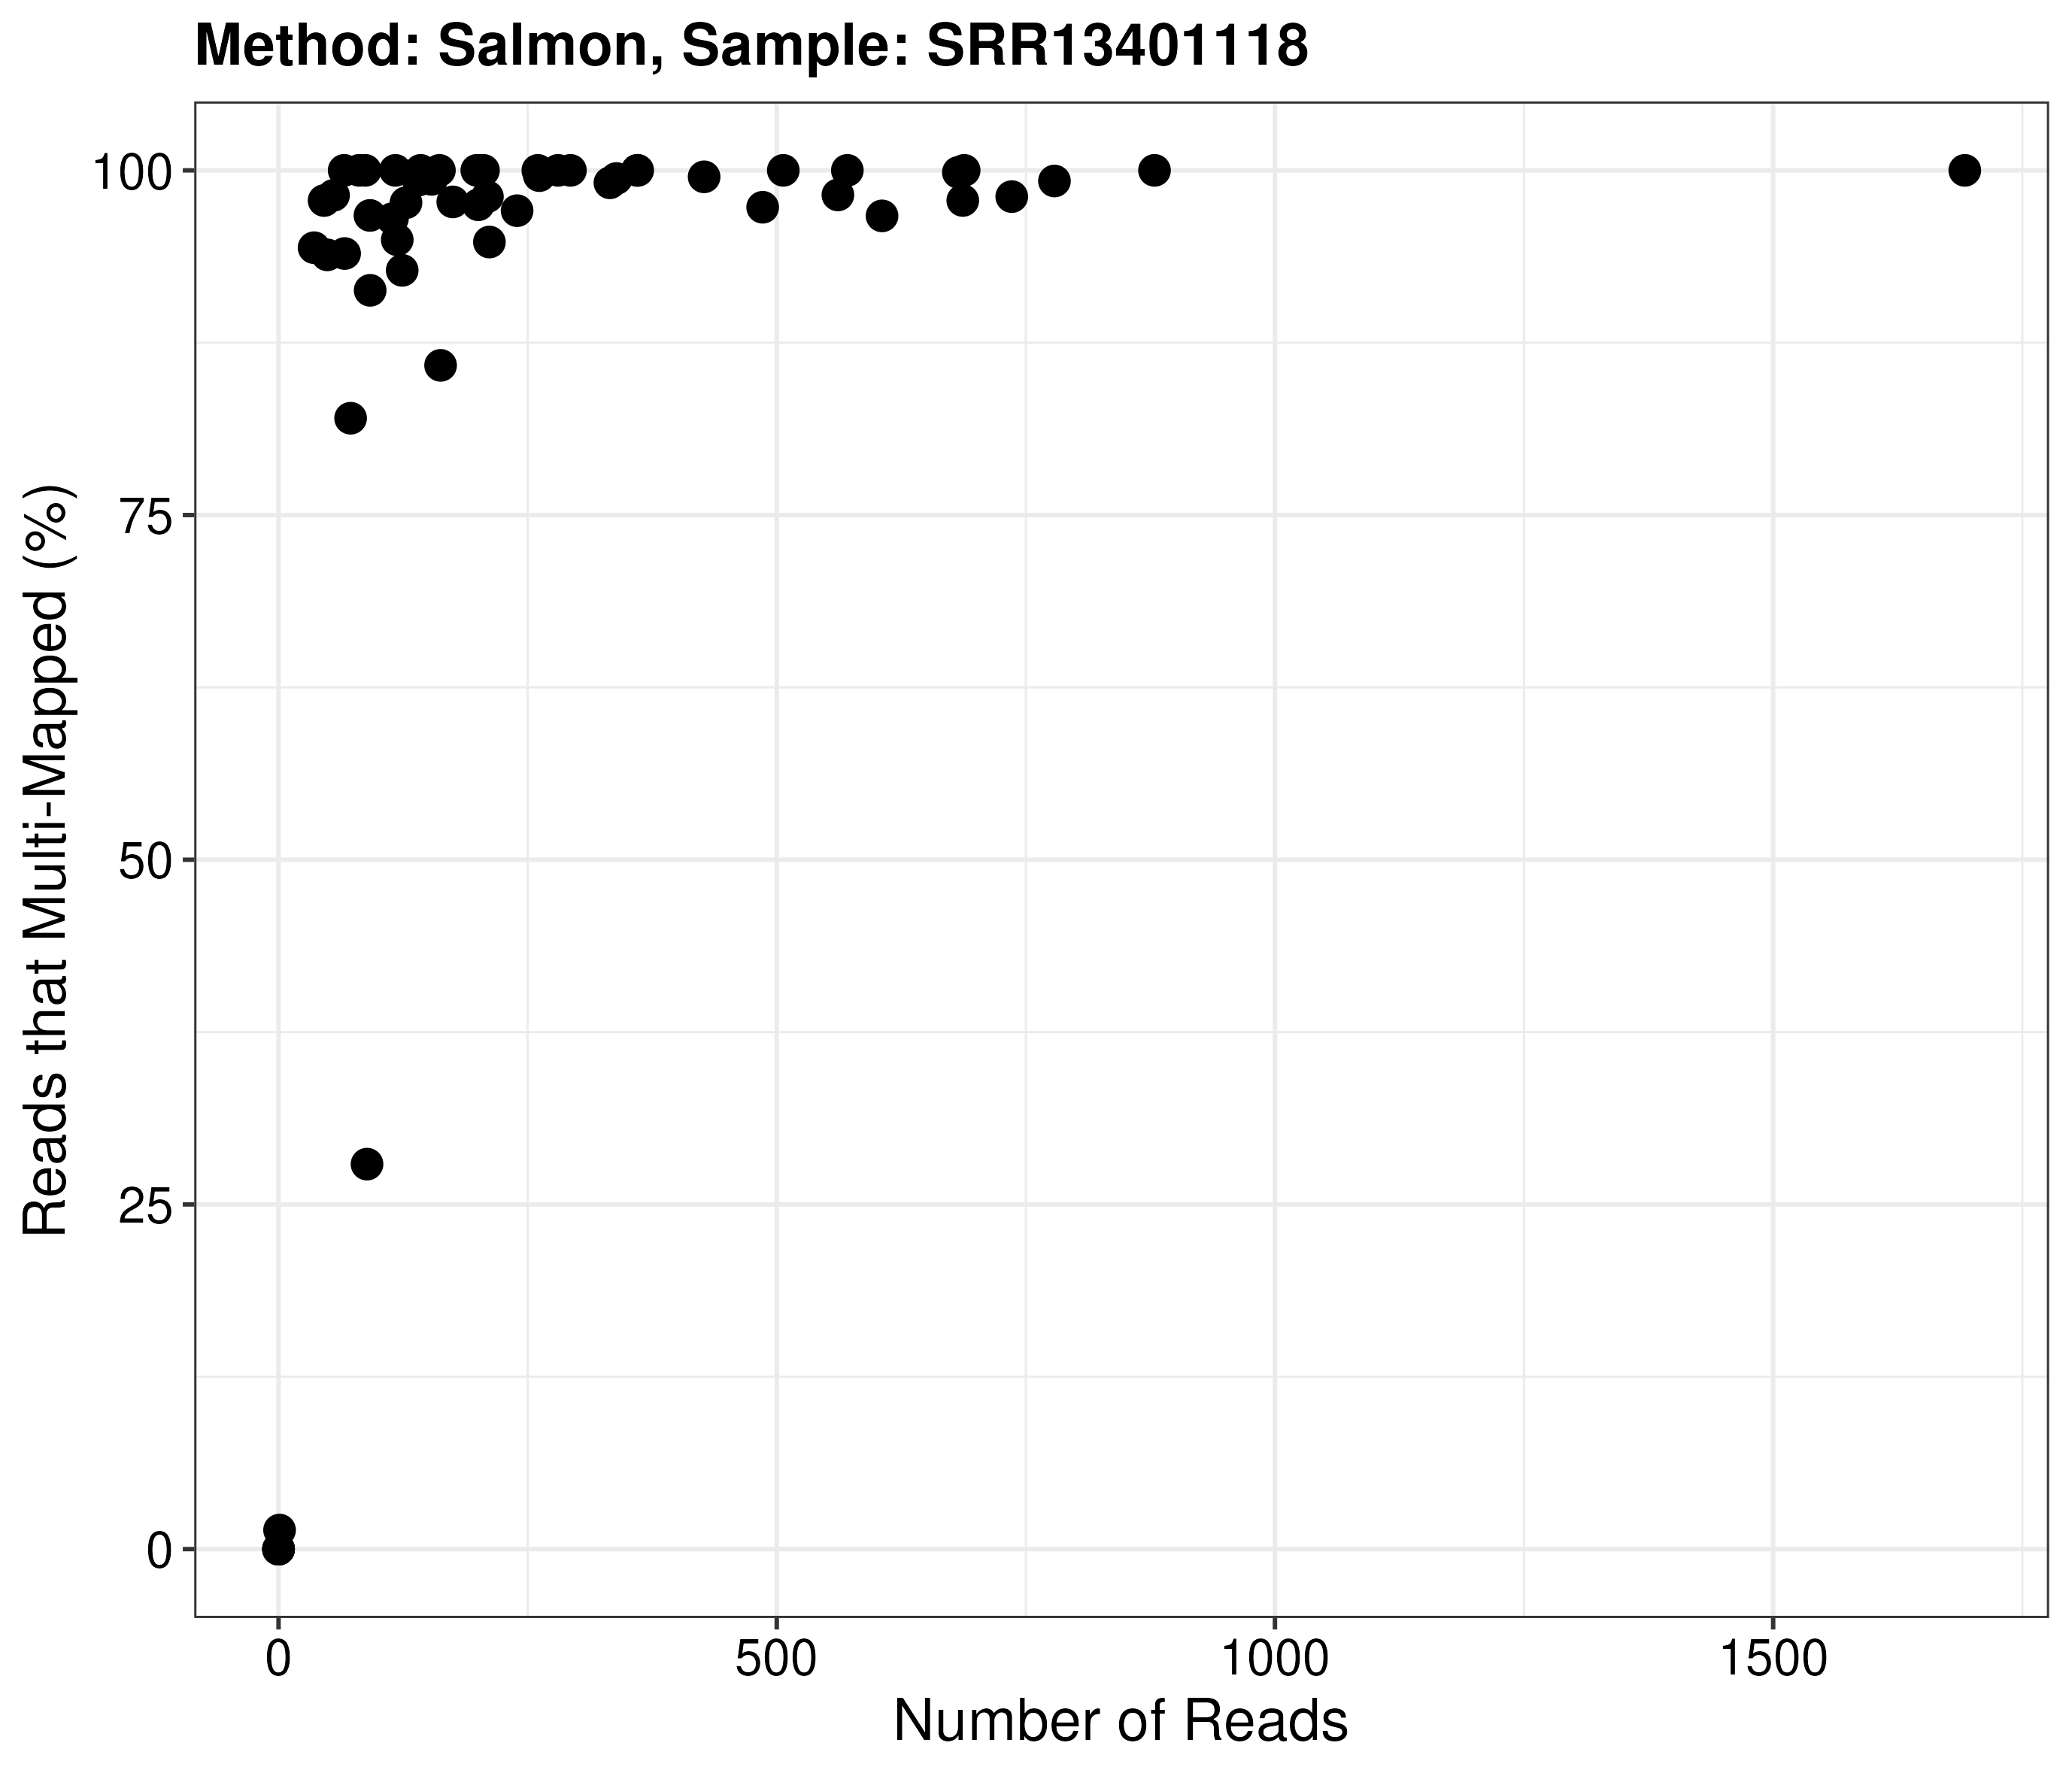 Method: Salmon, Sample: SRR13401118
Reads that Multi-Mapped (%)
100
75
50
25
0
0 500 1000 1500
Number of Reads